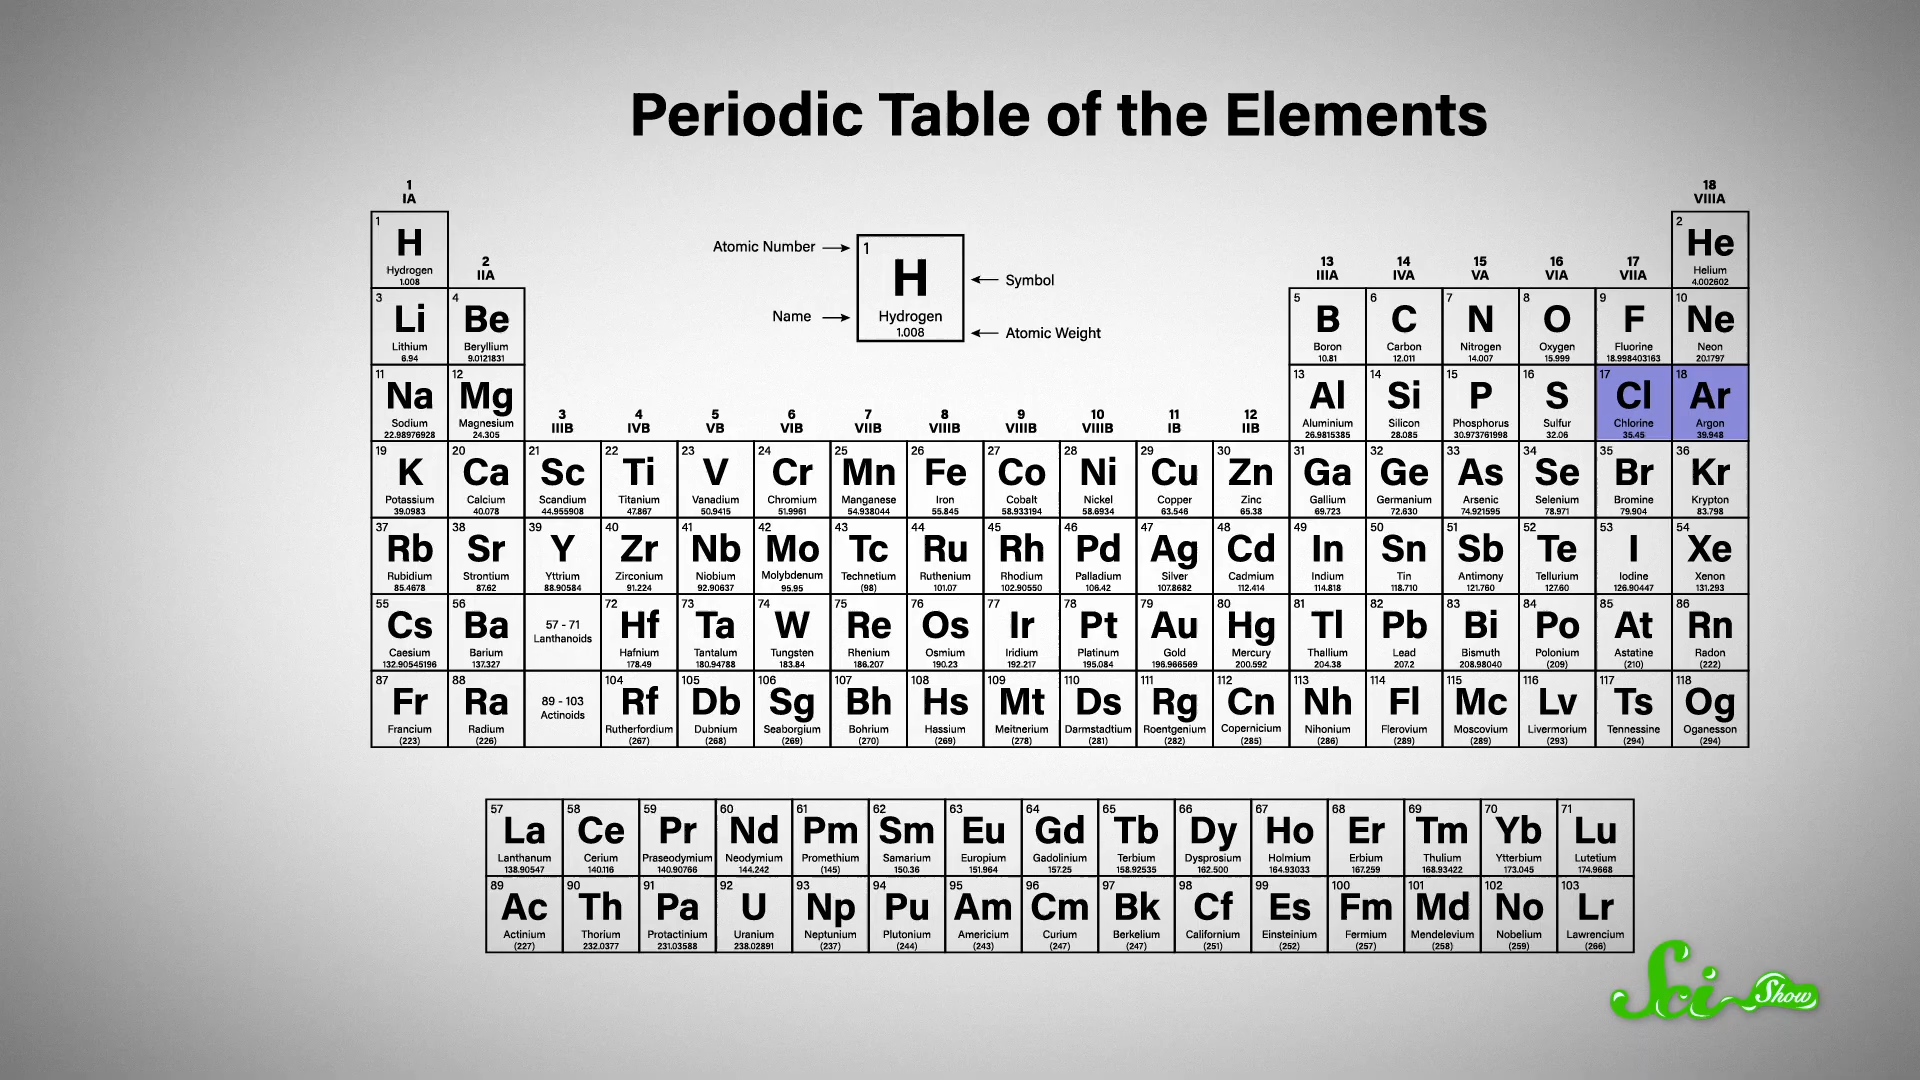 Periodic Table of the Elements
1
IA
18
VIIIA
1
H
Hydrogen
1.008
2
He
Helium
4.002602
Atomic Number
Name
1
H
Hydrogen
1.008
Symbol
Atomic Weight
2
IIA
13
IIIA
14
IVA
15
VA
16
VIA
17
VIIA
3
Li
Lithium
6.94
4
Be
Beryllium
9.0121831
5
B
Boron
10.81
6
C
Carbon
12.011
7
N
Nitrogen
14.007
8
O
Oxygen
15.999
9
F
Fluorine
18.998403163
10
Ne
Neon
20.1797
11
Na
Sodium
22.98976928
12
Mg
Magnesium
24.305
3
IIIB
4
IVB
5
VB
6
VIB
7
VIIB
8
VIIIB
9
VIIIB
10
VIIIB
11
IB
12
IIB
13
Al
Aluminium
26.9815385
14
Si
Silicon
28.085
15
P
Phosphorus
30.973761998
16
S
Sulfur
32.06
17
Cl
Chlorine
35.45
18
Ar
Argon
39.948
19
K
Potassium
39.0983
20
Ca
Calcium
40.078
21
Sc
Scandium
44.955908
22
Ti
Titanium
47.867
23
V
Vanadium
50.9415
24
Cr
Chromium
51.9961
25
Mn
Manganese
54.938044
26
Fe
Iron
55.845
27
Co
Cobalt
58.933194
28
Ni
Nickel
58.6934
29
Cu
Copper
63.546
30
Zn
Zinc
65.38
31
Ga
Gallium
69.723
32
Ge
Germanium
72.630
33
As
Arsenic
74.921595
34
Se
Selenium
78.971
35
Br
Bromine
79.904
36
Kr
Krypton
83.798
37
Rb
Rubidium
85.4678
38
Sr
Strontium
87.62
39
Y
Yttrium
88.90584
40
Zr
Zirconium
91.224
41
Nb
Niobium
92.90637
42
Mo
Molybdenum
95.95
43
Tc
Technetium
(98)
44
Ru
Ruthenium
101.07
45
Rh
Rhodium
102.90550
46
Pd
Palladium
106.42
47
Ag
Silver
107.8682
48
Cd
Cadmium
112.414
49
In
Indium
114.818
50
Sn
Tin
118.710
51
Sb
Antimony
121.760
52
Te
Tellurium
127.60
53
I
Iodine
126.90447
54
Xe
Xenon
131.293
55
Cs
Caesium
132.90545196
56
Ba
Barium
137.327
57 - 71
Lanthanoids
72
Hf
Hafnium
178.49
73
Ta
Tantalum
180.94788
74
W
Tungsten
183.84
75
Re
Rhenium
186.207
76
Os
Osmium
190.23
77
Ir
Iridium
192.217
78
Pt
Platinum
195.084
79
Au
Gold
196.966569
80
Hg
Mercury
200.592
81
Tl
Thallium
204.38
82
Pb
Lead
207.2
83
Bi
Bismuth
208.98040
84
Po
Polonium
(209)
85
At
Astatine
(210)
86
Rn
Radon
(222)
87
Fr
Francium
(223)
88
Ra
Radium
(226)
89 - 103
Actinoids
104
Rf
Rutherfordium
(267)
105
Db
Dubnium
(268)
106
Sg
Seaborgium
(269)
107
Bh
Bohrium
(270)
108
Hs
Hassium
(269)
109
Mt
Meitnerium
(278)
110
Ds
Darmstadtium
(281)
111
Rg
Roentgenium
(282)
112
Cn
Copernicium
(285)
113
Nh
Nihonium
(286)
114
Fl
Flerovium
(289)
115
Mc
Moscovium
(289)
116
Lv
Livermorium
(293)
117
Ts
Tennessine
(294)
118
Og
Oganesson
(294)
57
La
Lanthanum
138.90547
58
Ce
Cerium
140.116
59
Pr
Praseodymium
140.90766
60
Nd
Neodymium
144.242
61
Pm
Promethium
(145)
62
Sm
Samarium
150.36
63
Eu
Europium
151.964
64
Gd
Gadolinium
157.25
65
Tb
Terbium
158.92535
66
Dy
Dysprosium
162.500
67
Ho
Holmium
164.93033
68
Er
Erbium
167.259
69
Tm
Thulium
168.93422
70
Yb
Ytterbium
173.045
71
Lu
Lutetium
174.9668
89
Ac
Actinium
(227)
90
Th
Thorium
232.0377
91
Pa
Protactinium
231.03588
92
U
Uranium
238.02891
93
Np
Neptunium
(237)
94
Pu
Plutonium
(244)
95
Am
Americium
(243)
96
Cm
Curium
(247)
97
Bk
Berkelium
(247)
98
Cf
Californium
(251)
99
Es
Einsteinium
(252)
100
Fm
Fermium
(257)
101
Md
Mendelevium
(258)
102
No
Nobelium
(259)
103
Lr
Lawrencium
(266)
Sci Show